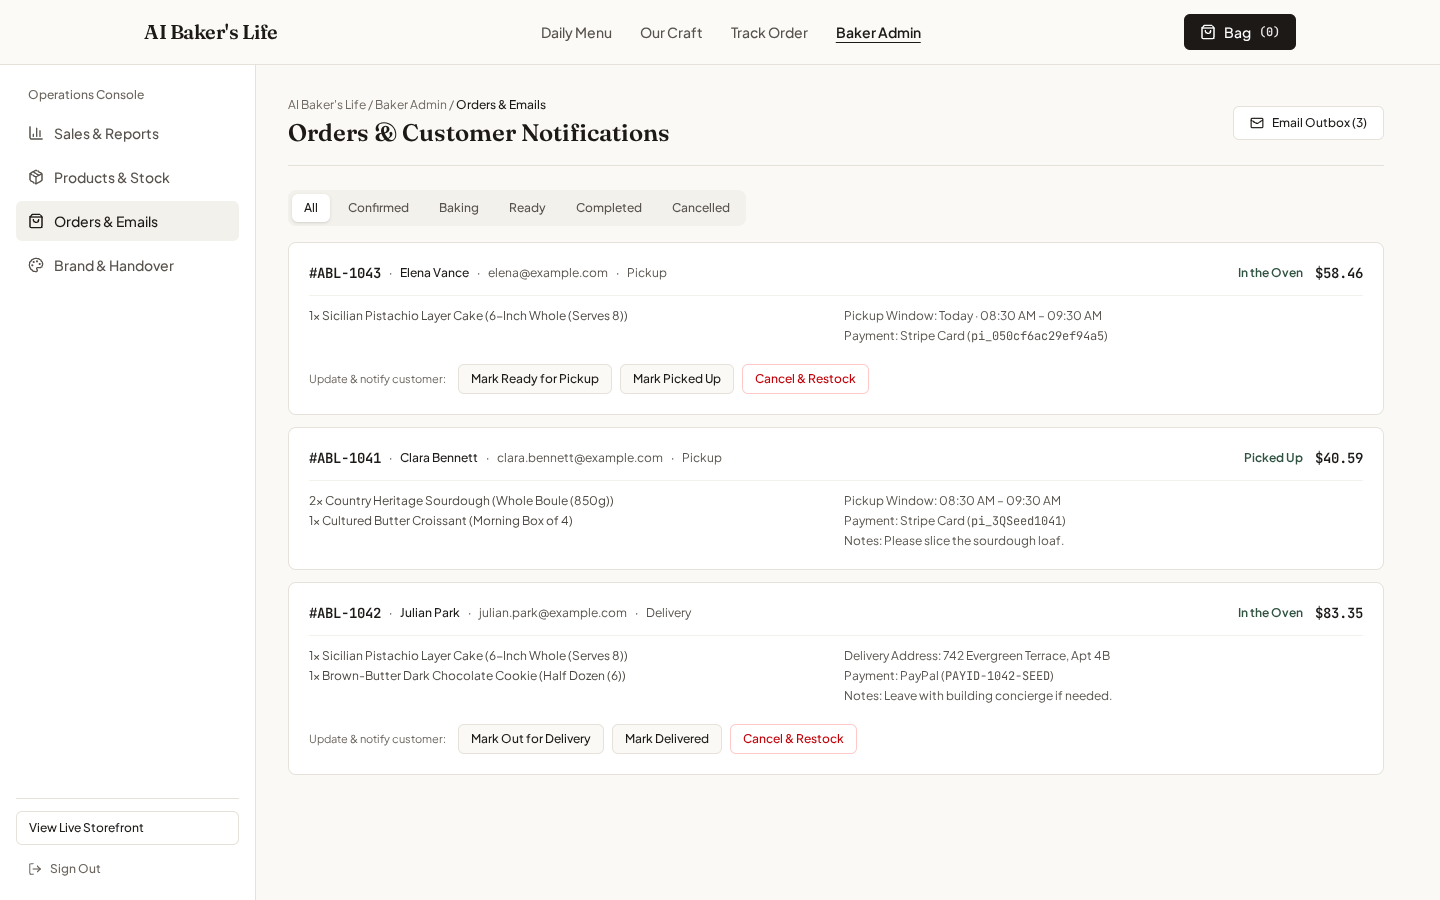 AI Baker's Life
Daily Menu
Our Craft
Track Order
Baker Admin
Bag (0)
Operations Console
Sales & Reports
Products & Stock
Orders & Emails
Brand & Handover
View Live Storefront
Sign Out
AI Baker's Life / Baker Admin / Orders & Emails
Orders & Customer Notifications
Email Outbox (3)
All
Confirmed
Baking
Ready
Completed
Cancelled
#ABL-1043 · Elena Vance · elena@example.com · Pickup
In the Oven $58.46
1× Sicilian Pistachio Layer Cake (6-Inch Whole (Serves 8))
Pickup Window: Today · 08:30 AM – 09:30 AM
Payment: Stripe Card (pi_050cf6ac29ef94a5)
Update & notify customer:
Mark Ready for Pickup
Mark Picked Up
Cancel & Restock
#ABL-1041 · Clara Bennett · clara.bennett@example.com · Pickup
Picked Up $40.59
2× Country Heritage Sourdough (Whole Boule (850g))
1× Cultured Butter Croissant (Morning Box of 4)
Pickup Window: 08:30 AM – 09:30 AM
Payment: Stripe Card (pi_3QSeed1041)
Notes: Please slice the sourdough loaf.
#ABL-1042 · Julian Park · julian.park@example.com · Delivery
In the Oven $83.35
1× Sicilian Pistachio Layer Cake (6-Inch Whole (Serves 8))
1× Brown-Butter Dark Chocolate Cookie (Half Dozen (6))
Delivery Address: 742 Evergreen Terrace, Apt 4B
Payment: PayPal (PAYID-1042-SEED)
Notes: Leave with building concierge if needed.
Update & notify customer:
Mark Out for Delivery
Mark Delivered
Cancel & Restock